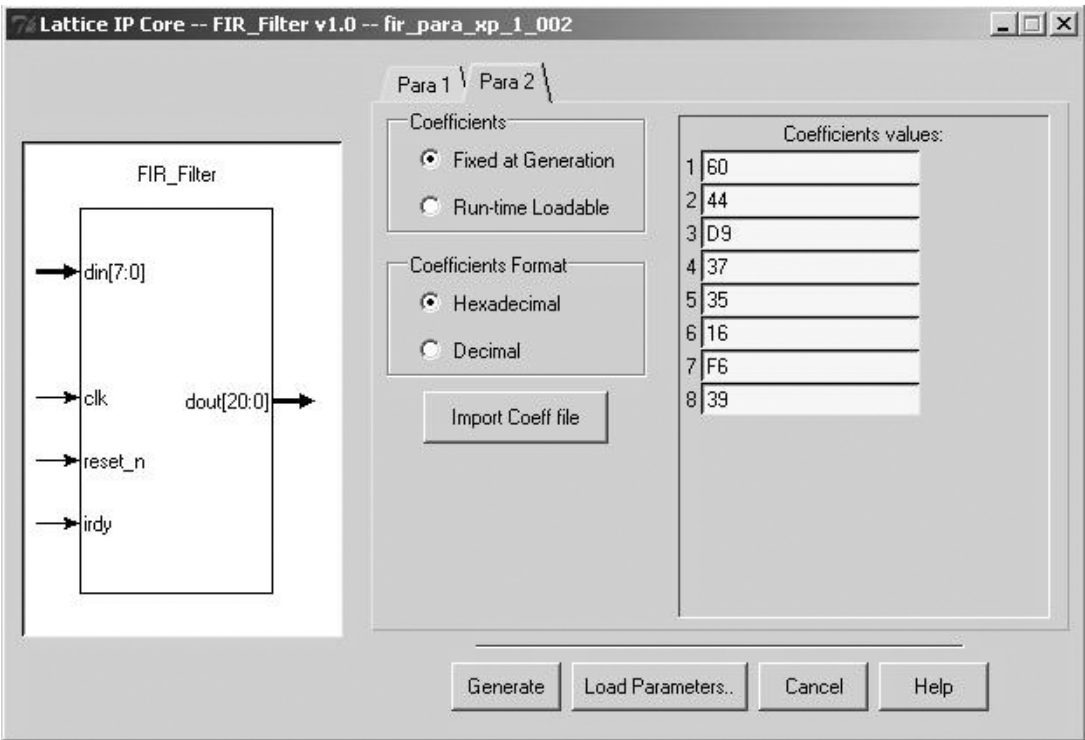 Lattice IP Core -- FIR_Filter v1.0 -- fir_para_xp_1_002
Para 1 Para 2
FIR_Filter
din[7:0]
clk
dout[20:0]
reset_n
irdy
Coefficients
Fixed at Generation
Run-time Loadable
Coefficients Format
Hexadecimal
Decimal
Import Coeff file
Coefficients values:
1 60
2 44
3 D9
4 37
5 35
6 16
7 F6
8 39
Generate Load Parameters.. Cancel Help